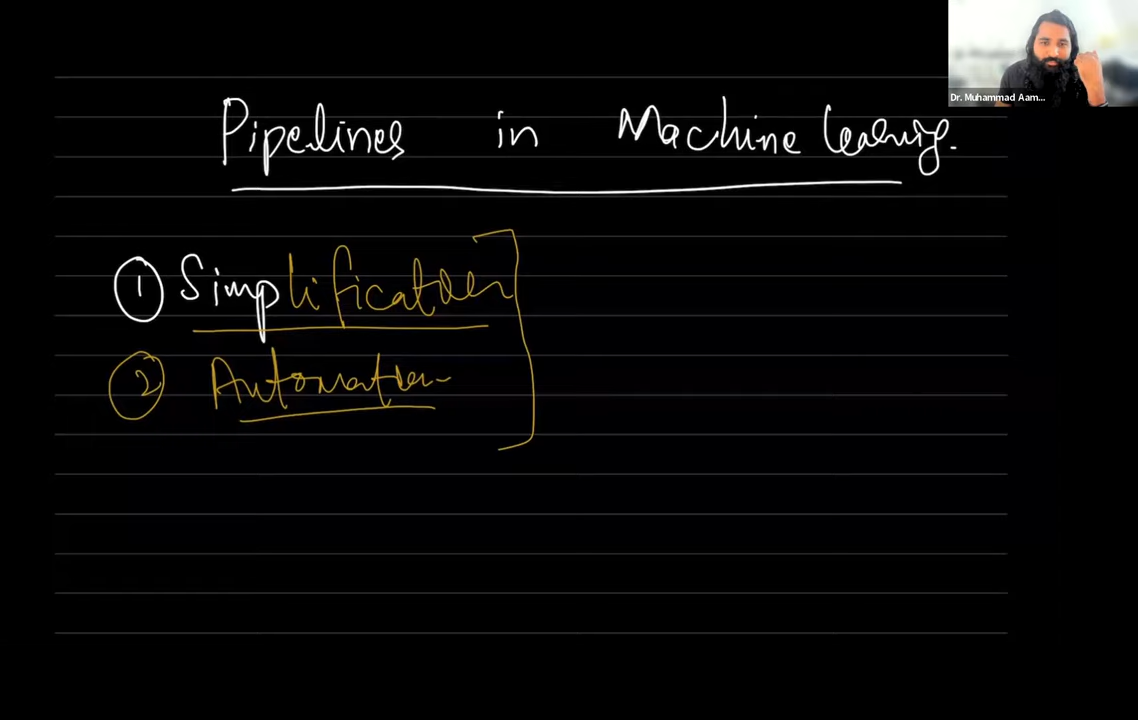 Dr. Muhammad Aam...
Pipelines in Machine Learning.
① Simplification
② Automation